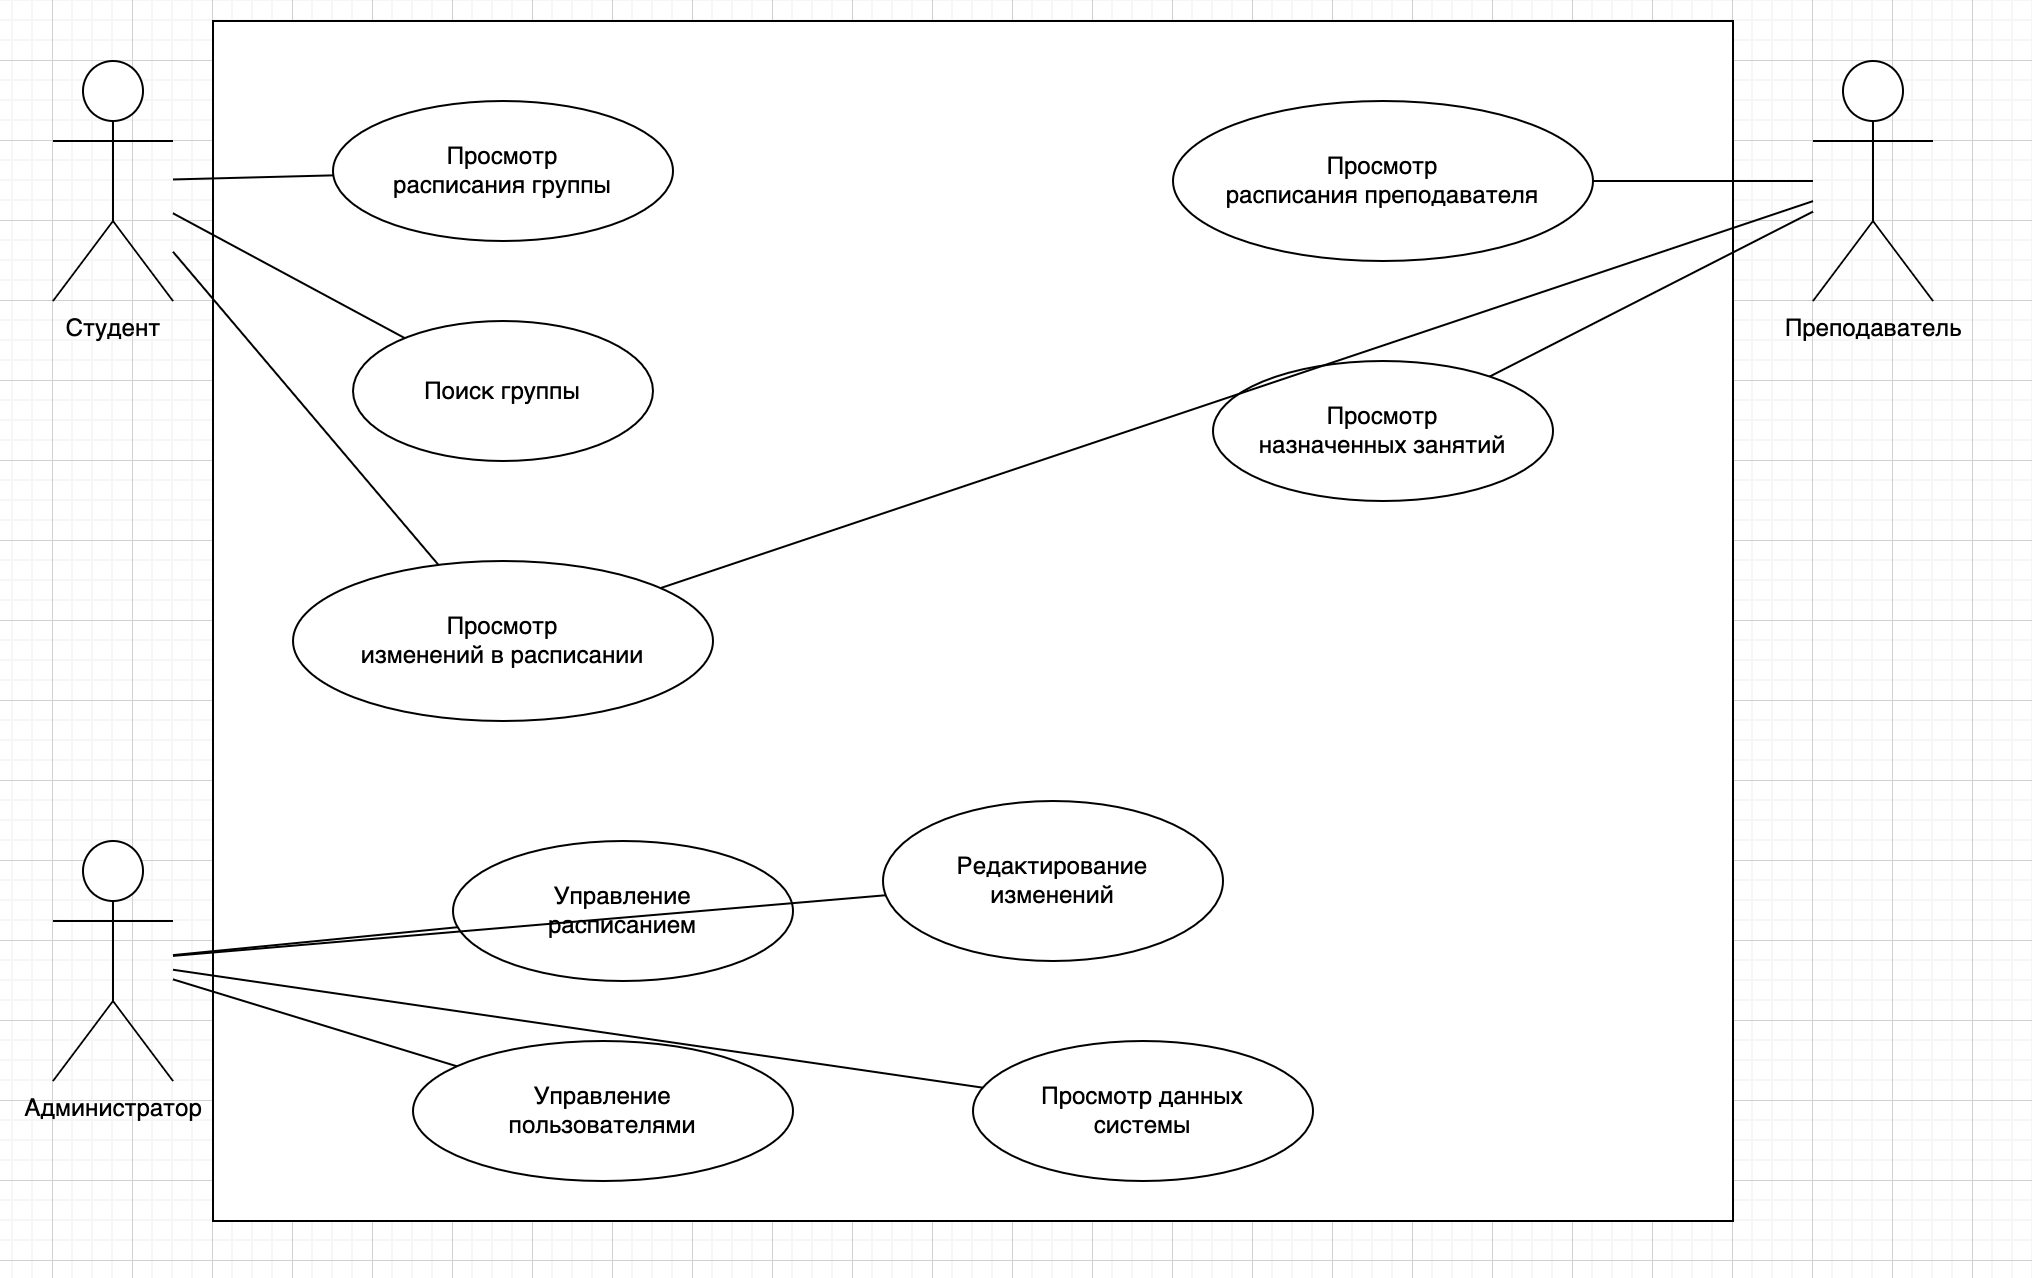 Просмотр
расписания группы
Просмотр
расписания преподавателя
Студент
Преподаватель
Поиск группы
Просмотр
назначенных занятий
Просмотр
изменений в расписании
Управление
расписанием
Редактирование
изменений
Администратор
Управление
пользователями
Просмотр данных
системы